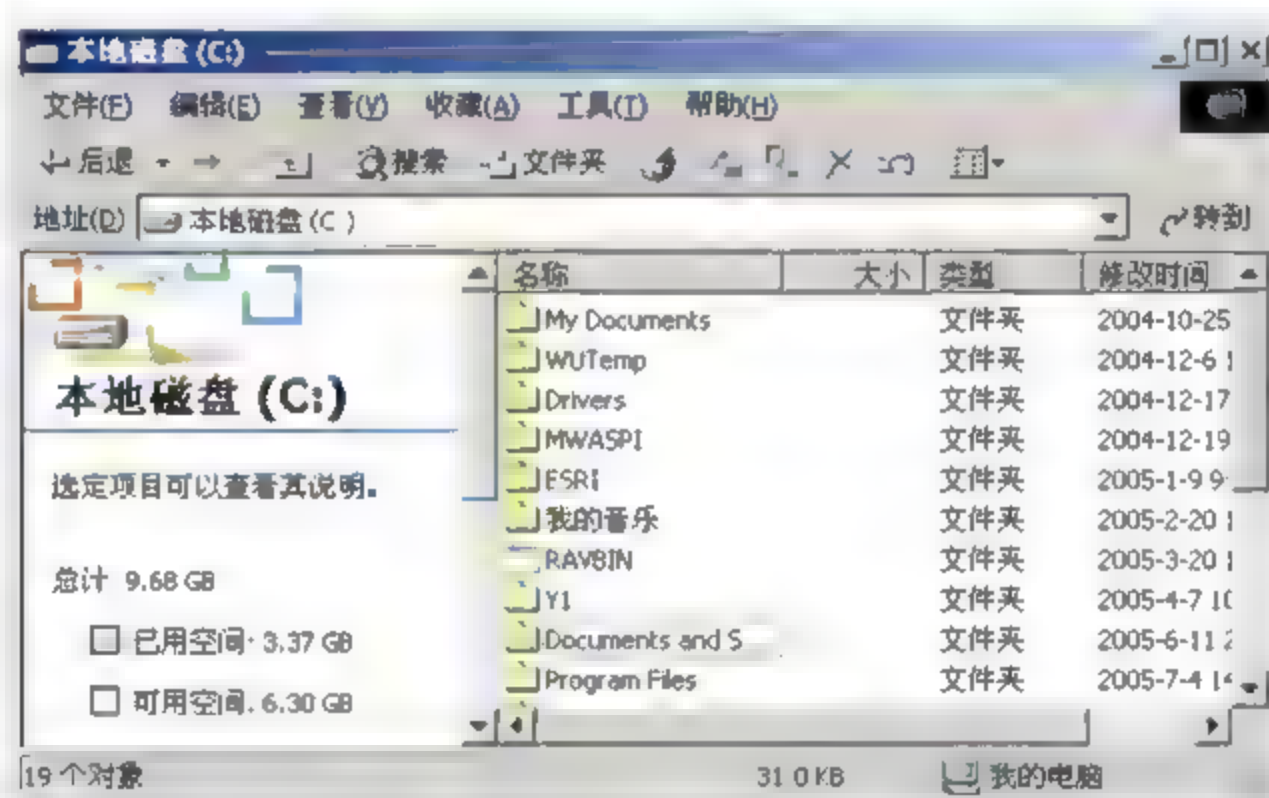 本地磁盘 (C:)
文件(F) 编辑(E) 查看(V) 收藏(A) 工具(T) 帮助(H)
后退 搜索 文件夹
地址(D) 本地磁盘 (C ) 转到
名称 大小 类型 修改时间
本地磁盘 (C:)
选定项目可以查看其说明。
总计 9.68 GB
已用空间: 3.37 GB
可用空间. 6.30 GB
My Documents 文件夹 2004-10-25
WUTemp 文件夹 2004-12-6 1
Drivers 文件夹 2004-12-17
MWASPI 文件夹 2004-12-19
ESRI 文件夹 2005-1-9 9
我的音乐 文件夹 2005-2-20 1
RAVBIN 文件夹 2005-3-20 1
Y1 文件夹 2005-4-7 10
Documents and S 文件夹 2005-6-11 2
Program Files 文件夹 2005-7-4 14
19 个对象 31 0 KB 我的电脑